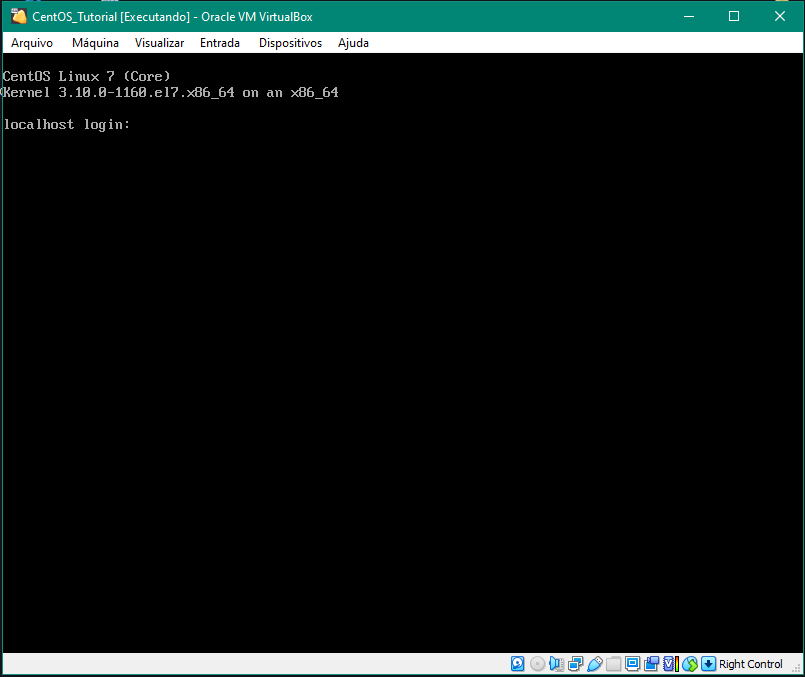 CentOS_Tutorial [Executando] - Oracle VM VirtualBox
Arquivo Máquina Visualizar Entrada Dispositivos Ajuda
CentOS Linux 7 (Core)
Kernel 3.10.0-1160.el7.x86_64 on an x86_64
localhost login:
Right Control